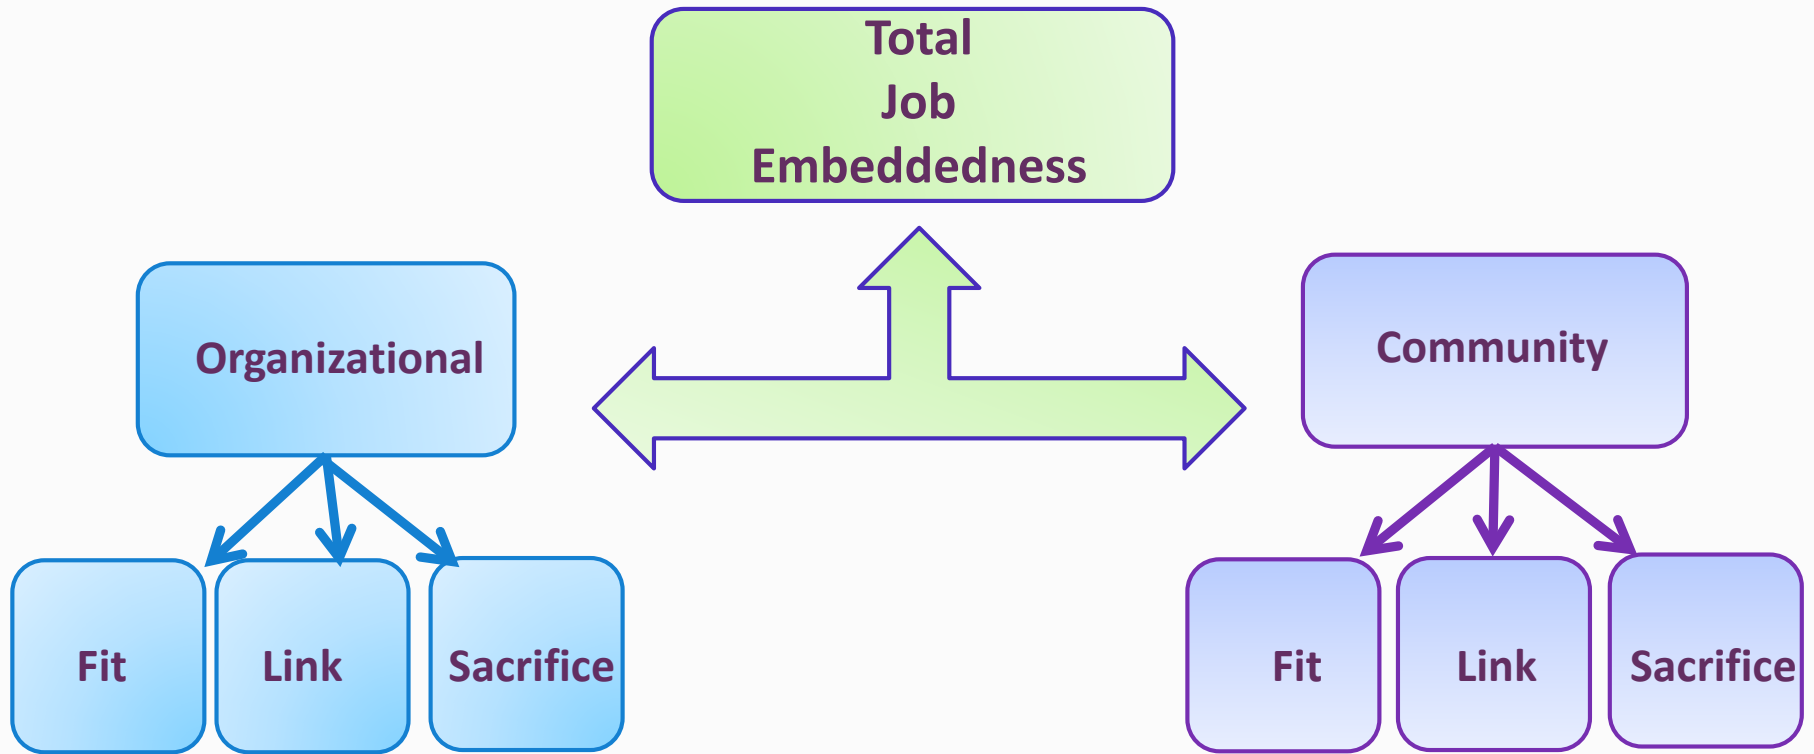 Total
Job
Embeddedness
Organizational
Community
Fit
Link
Sacrifice
Fit
Link
Sacrifice